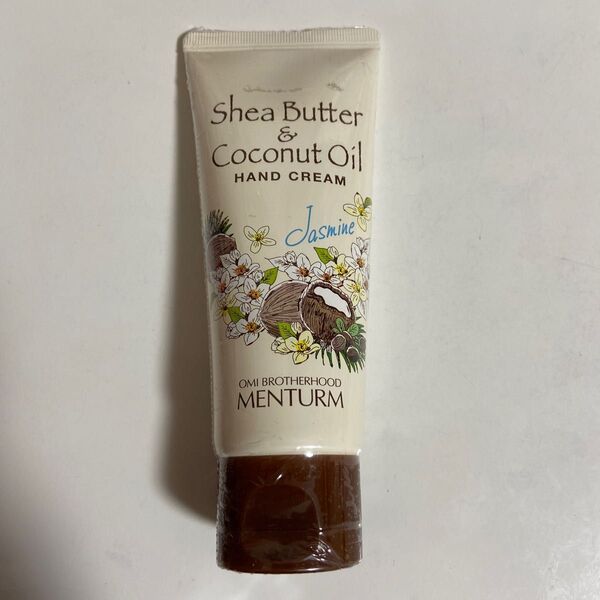 Shea Butter
&
Coconut Oil
HAND CREAM
Jasmine
OMI BROTHERHOOD
MENTURM